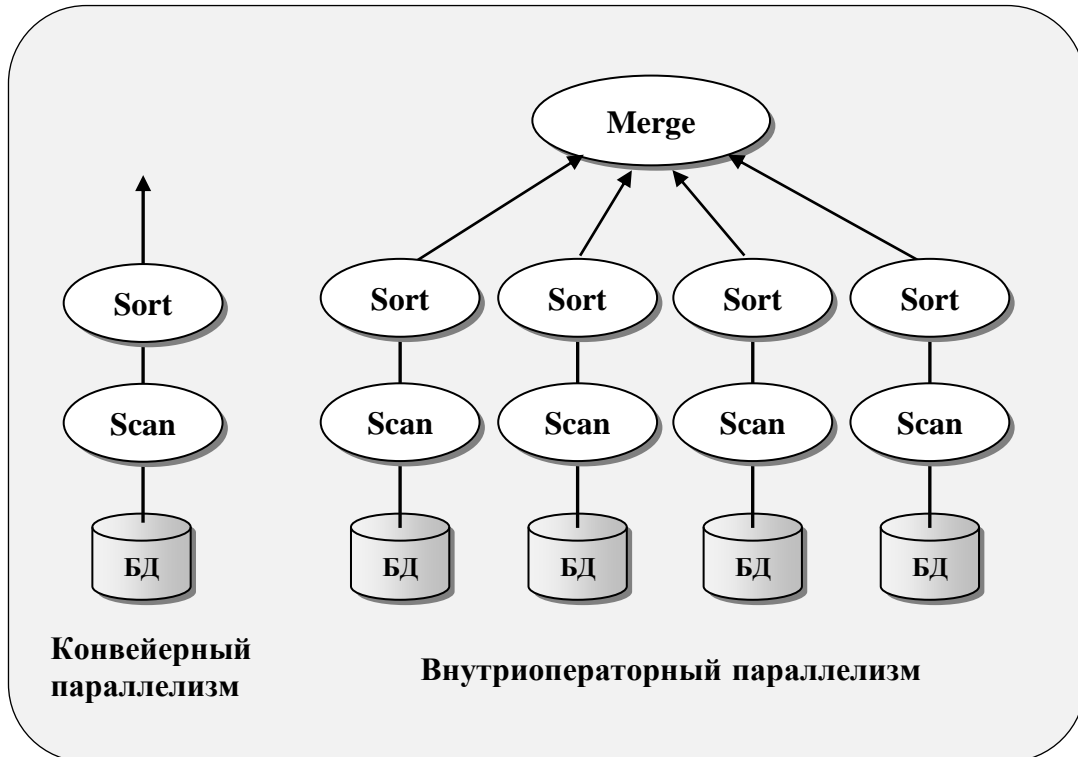 Merge
Sort
Sort
Sort
Sort
Sort
Scan
Scan
Scan
Scan
Scan
БД
БД
БД
БД
БД
Конвейерный
параллелизм
Внутриоператорный параллелизм